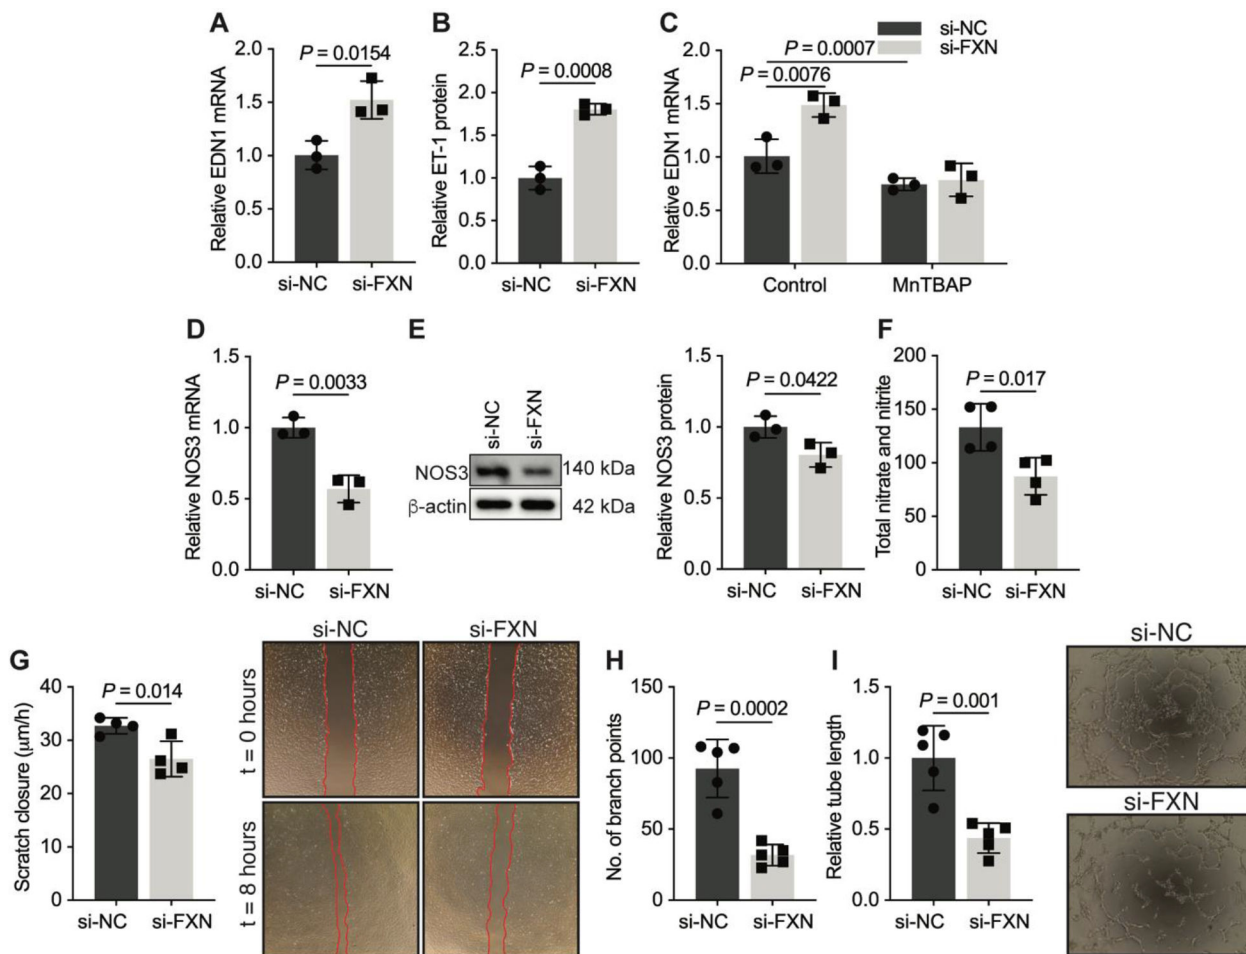 A
Relative EDN1 mRNA
2.0
1.5
1.0
0.5
0.0
P = 0.0154
si-NC
si-FXN
B
Relative ET-1 protein
2.5
2.0
1.5
1.0
0.5
0.0
P = 0.0008
si-NC
si-FXN
C
si-NC
si-FXN
Relative EDN1 mRNA
2.0
1.5
1.0
0.5
0.0
P = 0.0007
P = 0.0076
Control
MnTBAP
D
Relative NOS3 mRNA
1.5
1.0
0.5
0.0
P = 0.0033
si-NC
si-FXN
E
si-NC
si-FXN
NOS3
140 kDa
β-actin
42 kDa
Relative NOS3 protein
1.5
1.0
0.5
0.0
P = 0.0422
si-NC
si-FXN
F
Total nitrate and nitrite
200
150
100
50
0
P = 0.017
si-NC
si-FXN
G
Scratch closure (μm/h)
40
30
20
10
0
P = 0.014
si-NC
si-FXN
si-NC
si-FXN
t = 0 hours
t = 8 hours
H
No. of branch points
150
100
50
0
P = 0.0002
si-NC
si-FXN
I
Relative tube length
1.5
1.0
0.5
0.0
P = 0.001
si-NC
si-FXN
si-NC
si-FXN